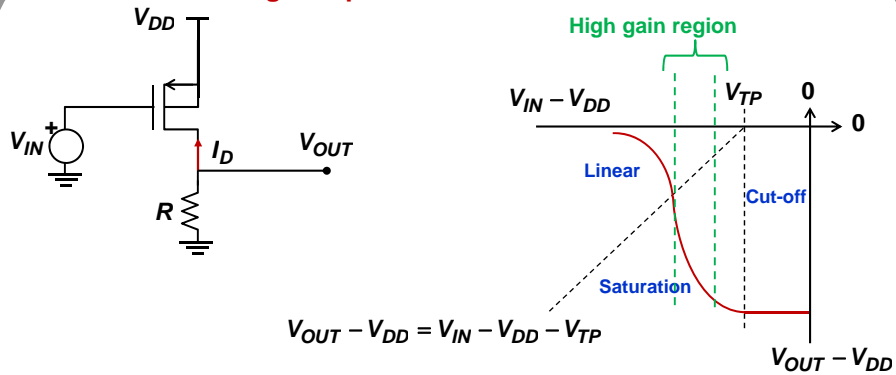 V_DD
V_IN
+
I_D
V_OUT
R
High gain region
V_IN – V_DD
V_TP
0
0
Linear
Cut-off
Saturation
V_OUT – V_DD = V_IN – V_DD – V_TP
V_OUT – V_DD